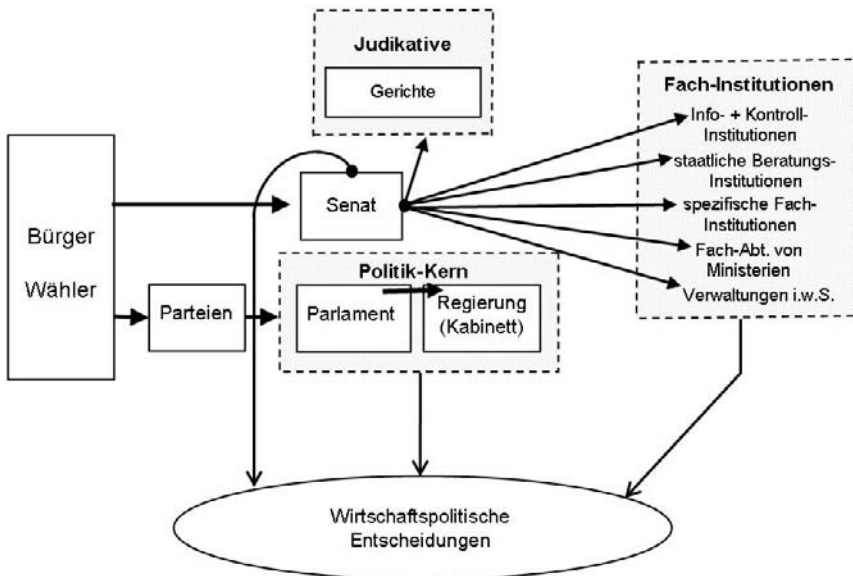 Judikative
Gerichte
Fach-Institutionen
Info- + Kontroll-
Institutionen
staatliche Beratungs-
Institutionen
spezifische Fach-
Institutionen
Fach-Abt. von
Ministerien
Verwaltungen i.w.S.
Bürger
Wähler
Senat
Parteien
Politik-Kern
Parlament
Regierung
(Kabinett)
Wirtschaftspolitische
Entscheidungen